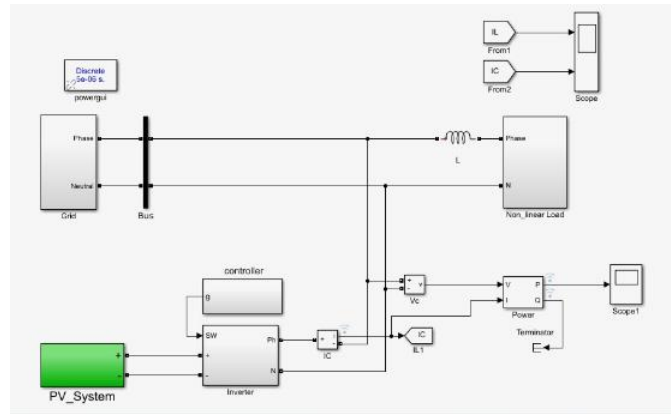 IL
From1
IC
From2
Scope
Discrete
5e-06 s.
powergui
Phase
Neutral
Grid
Bus
L
Phase
N
Non_linear Load
controller
g
SW
+
-
Ph
N
Inverter
+
-
IC
IC
IL1
+
-
v
Vc
V
I
P
Q
Power
Scope1
Terminator
+
-
PV_System